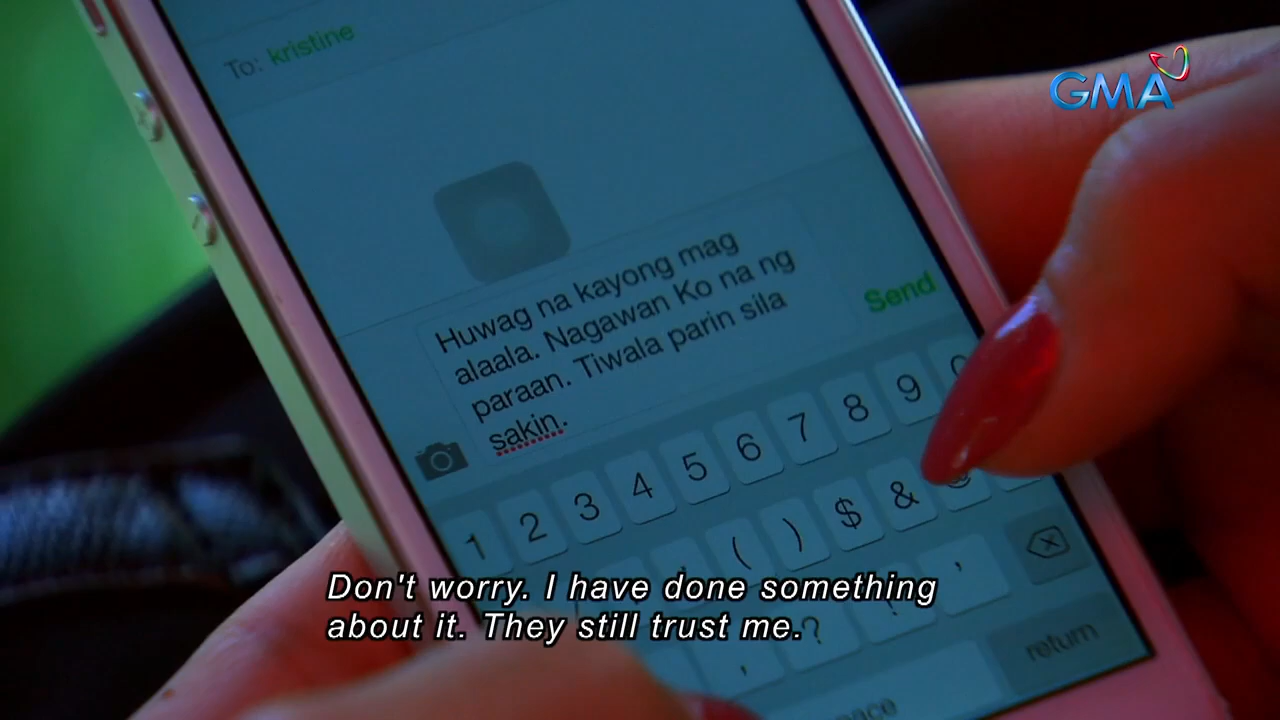 To: kristine
GMA
Huwag na kayong mag
alaala. Nagawan Ko na ng
paraan. Tiwala parin sila
sakin.
Send
1 2 3 4 5 6 7 8 9
( ) $ & @
? ! '
,
return
Don't worry. I have done something
about it. They still trust me.